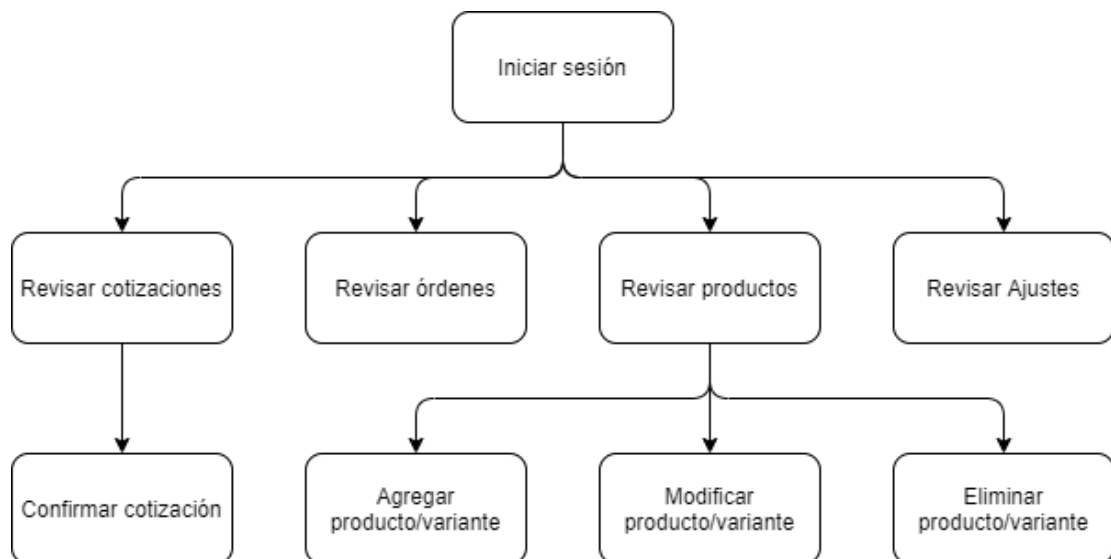 Iniciar sesión
Revisar cotizaciones
Revisar órdenes
Revisar productos
Revisar Ajustes
Confirmar cotización
Agregar
producto/variante
Modificar
producto/variante
Eliminar
producto/variante